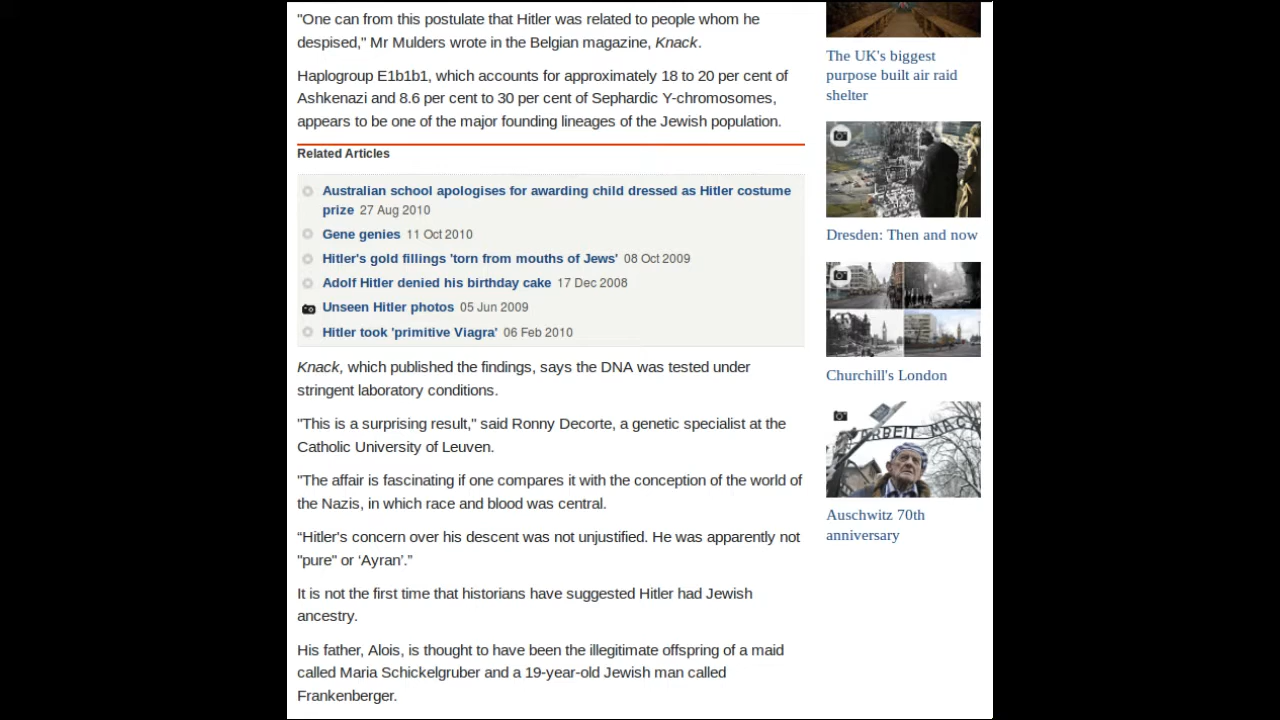 "One can from this postulate that Hitler was related to people whom he
despised," Mr Mulders wrote in the Belgian magazine, Knack.
Haplogroup E1b1b1, which accounts for approximately 18 to 20 per cent of
Ashkenazi and 8.6 per cent to 30 per cent of Sephardic Y-chromosomes,
appears to be one of the major founding lineages of the Jewish population.
Related Articles
Australian school apologises for awarding child dressed as Hitler costume
prize 27 Aug 2010
Gene genies 11 Oct 2010
Hitler's gold fillings 'torn from mouths of Jews' 08 Oct 2009
Adolf Hitler denied his birthday cake 17 Dec 2008
Unseen Hitler photos 05 Jun 2009
Hitler took 'primitive Viagra' 06 Feb 2010
Knack, which published the findings, says the DNA was tested under
stringent laboratory conditions.
"This is a surprising result," said Ronny Decorte, a genetic specialist at the
Catholic University of Leuven.
"The affair is fascinating if one compares it with the conception of the world of
the Nazis, in which race and blood was central.
“Hitler's concern over his descent was not unjustified. He was apparently not
"pure" or ‘Ayran’.”
It is not the first time that historians have suggested Hitler had Jewish
ancestry.
His father, Alois, is thought to have been the illegitimate offspring of a maid
called Maria Schickelgruber and a 19-year-old Jewish man called
Frankenberger.
The UK's biggest
purpose built air raid
shelter
Dresden: Then and now
Churchill's London
ARBEIT MACH
Auschwitz 70th
anniversary